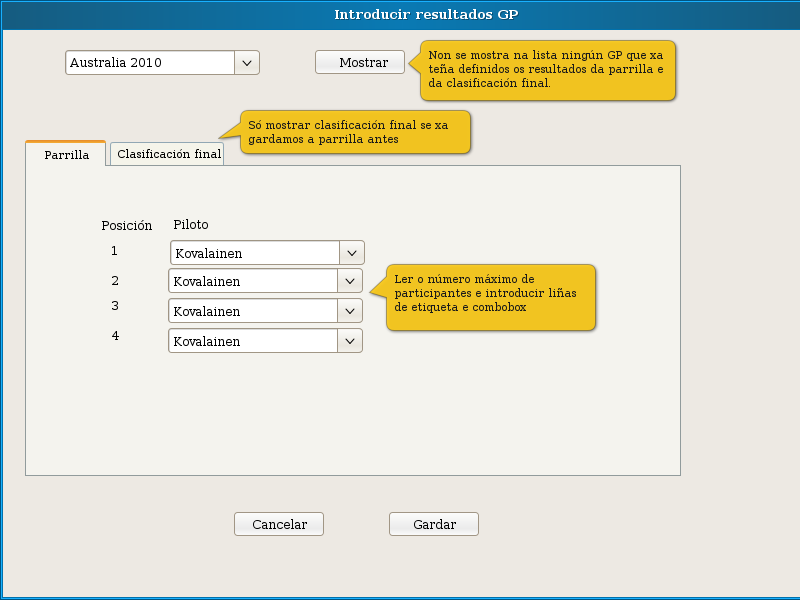 Introducir resultados GP
Australia 2010
Mostrar
Non se mostra na lista ningún GP que xa
teña definidos os resultados da parrilla e
da clasificación final.
Só mostrar clasificación final se xa
gardamos a parrilla antes
Parrilla
Clasificación final
Posición
Piloto
1
Kovalainen
2
Kovalainen
3
Kovalainen
4
Kovalainen
Ler o número máximo de
participantes e introducir liñas
de etiqueta e combobox
Cancelar
Gardar